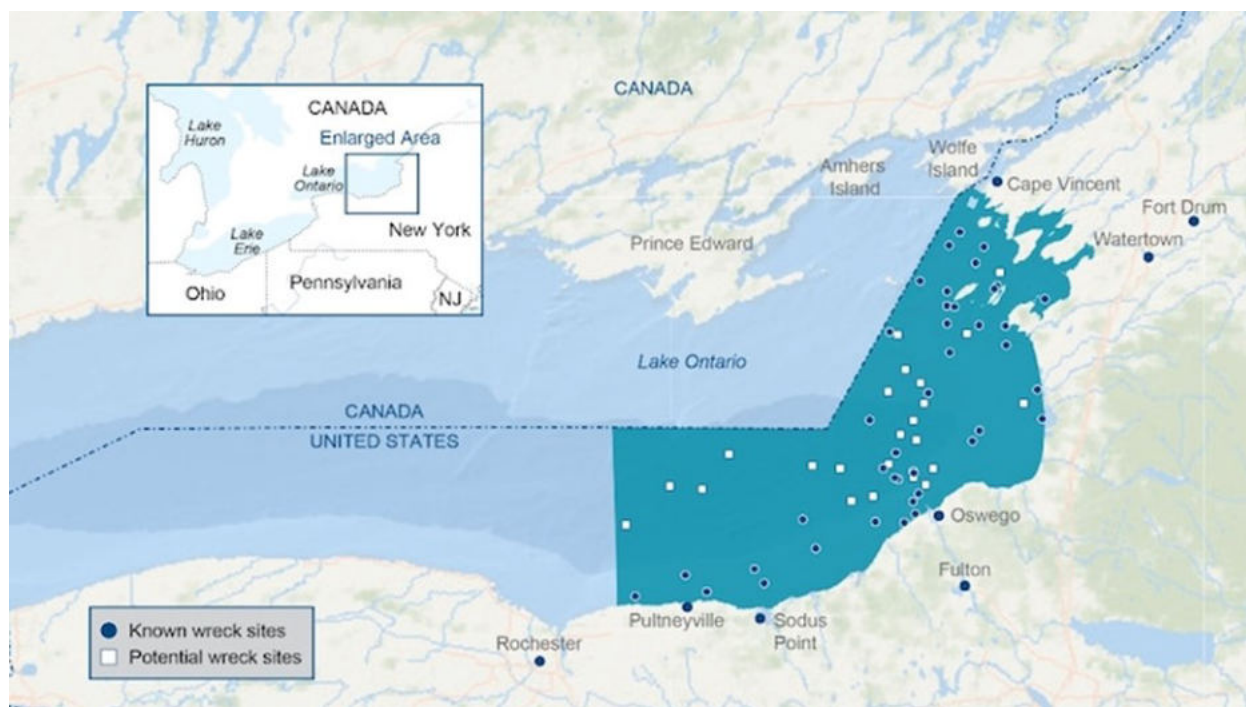 CANADA
Lake
Huron
Enlarged Area
Lake
Ontario
Lake
Erie
New York
Pennsylvania
Ohio
NJ
CANADA
Wolfe
Island
Amhers
Island
Cape Vincent
Fort Drum
Watertown
Prince Edward
Lake Ontario
CANADA
UNITED STATES
Oswego
Fulton
Pultneyville
Sodus
Point
Rochester
Known wreck sites
Potential wreck sites